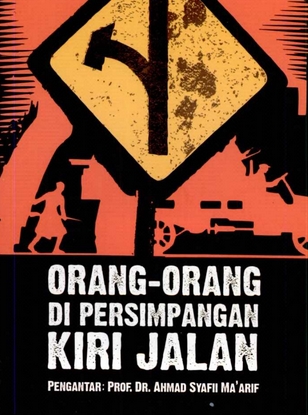 ORANG-ORANG
DI PERSIMPANGAN
KIRI JALAN
PENGANTAR: PROF. DR. AHMAD SYAFII MA'ARIF